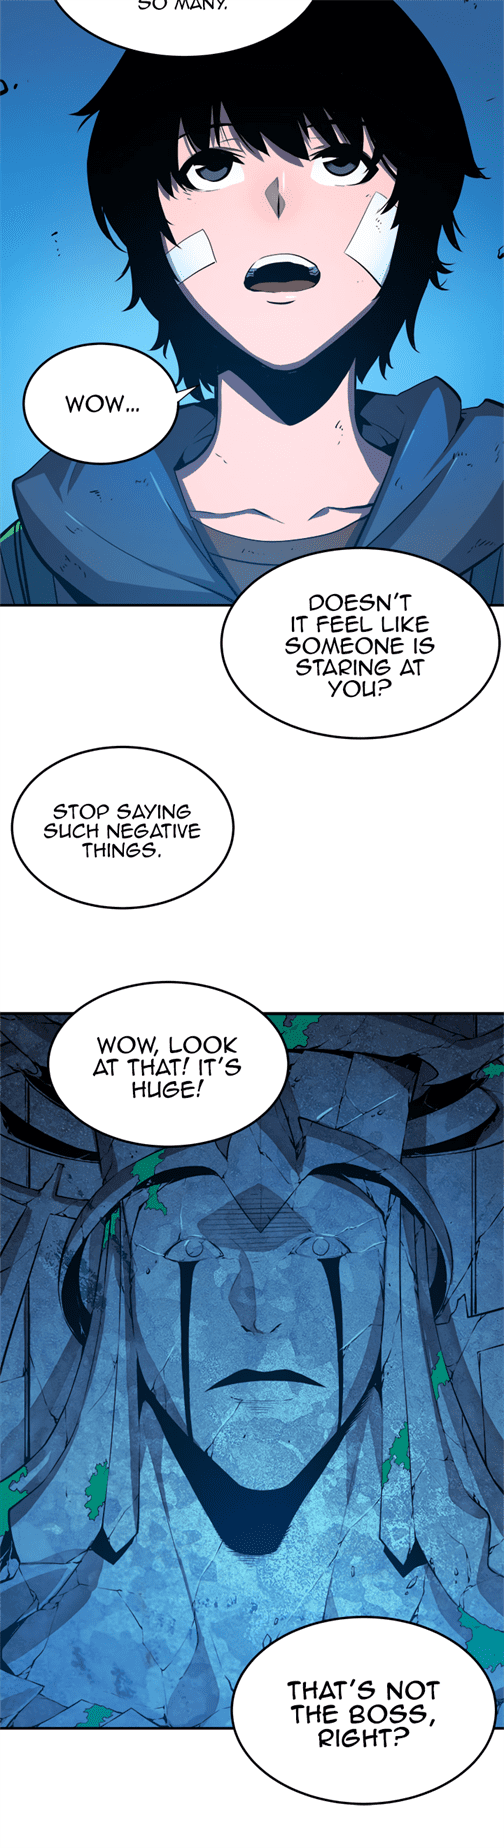 SO MANY.
WOW...
DOESN'T
IT FEEL LIKE
SOMEONE IS
STARING AT
YOU?
STOP SAYING
SUCH NEGATIVE
THINGS.
WOW, LOOK
AT THAT! IT'S
HUGE!
THAT'S NOT
THE BOSS,
RIGHT?